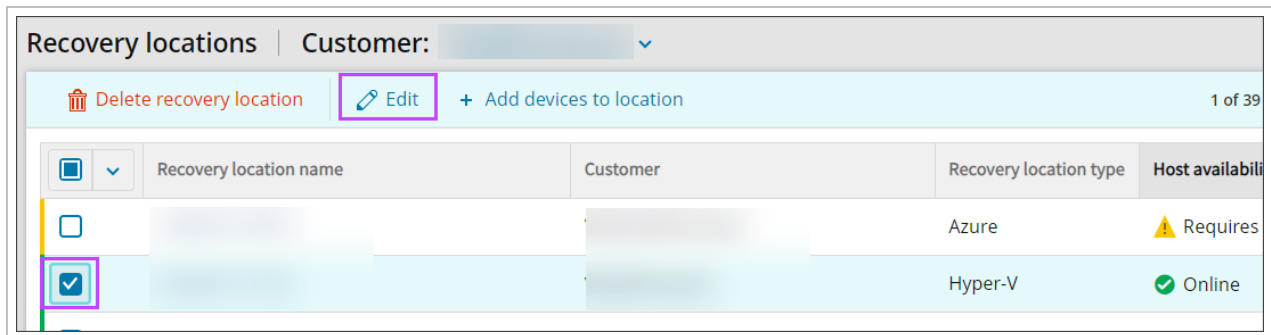 Recovery locations | Customer:
Delete recovery location Edit + Add devices to location 1 of 39
Recovery location name Customer Recovery location type Host availabili
Azure Requires
Hyper-V Online